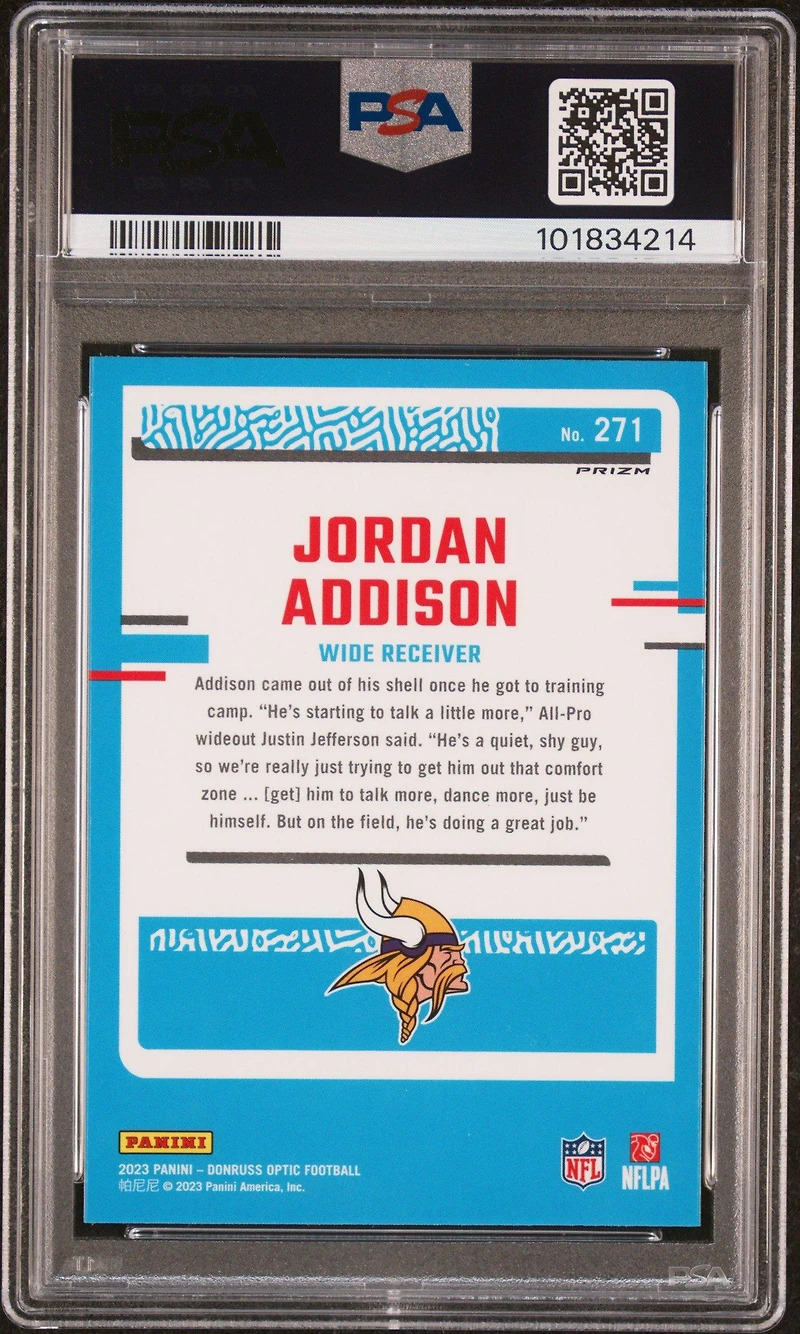 PSA
101834214
No. 271
PRIZM
JORDAN
ADDISON
WIDE RECEIVER
Addison came out of his shell once he got to training
camp. “He’s starting to talk a little more,” All-Pro
wideout Justin Jefferson said. “He’s a quiet, shy guy,
so we’re really just trying to get him out that comfort
zone ... [get] him to talk more, dance more, just be
himself. But on the field, he’s doing a great job.”
PANINI
2023 PANINI – DONRUSS OPTIC FOOTBALL
帕尼尼 © 2023 Panini America, Inc.
NFL
NFLPA
PSA